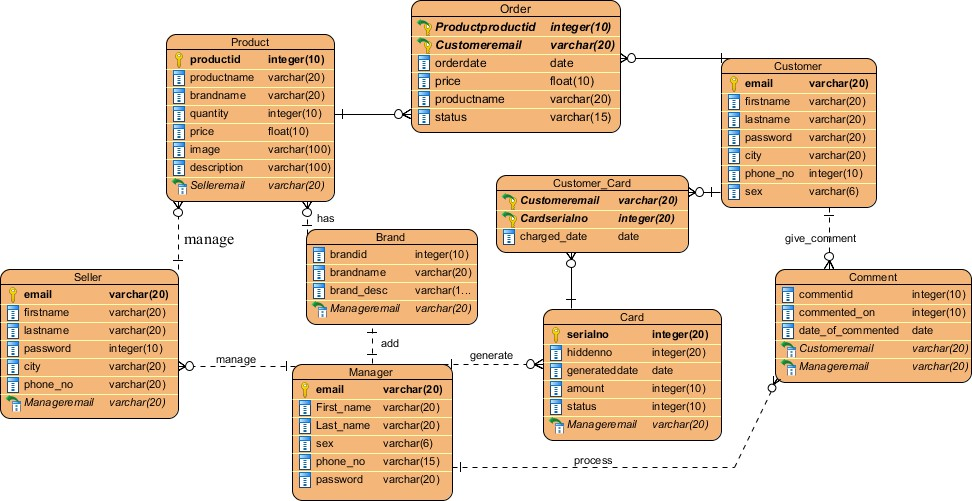 Order
Productproductid integer(10)
Customeremail varchar(20)
orderdate date
price float(10)
productname varchar(20)
status varchar(15)
Product
productid integer(10)
productname varchar(20)
brandname varchar(20)
quantity integer(10)
price float(10)
image varchar(100)
description varchar(100)
Selleremail varchar(20)
Customer
email varchar(20)
firstname varchar(20)
lastname varchar(20)
password varchar(20)
city varchar(20)
phone_no integer(10)
sex varchar(6)
Customer_Card
Customeremail varchar(20)
Cardserialno integer(20)
charged_date date
has
manage
give_comment
Brand
brandid integer(10)
brandname varchar(20)
brand_desc varchar(1...
Manageremail varchar(20)
Seller
email varchar(20)
firstname varchar(20)
lastname varchar(20)
password integer(10)
city varchar(20)
phone_no varchar(20)
Manageremail varchar(20)
Comment
commentid integer(10)
commented_on integer(10)
date_of_commented date
Customeremail varchar(20)
Manageremail varchar(20)
Card
serialno integer(20)
hiddenno integer(20)
generateddate date
amount integer(10)
status integer(10)
Manageremail varchar(20)
manage
add
generate
Manager
email varchar(20)
First_name varchar(20)
Last_name varchar(20)
sex varchar(6)
phone_no varchar(15)
password varchar(20)
process